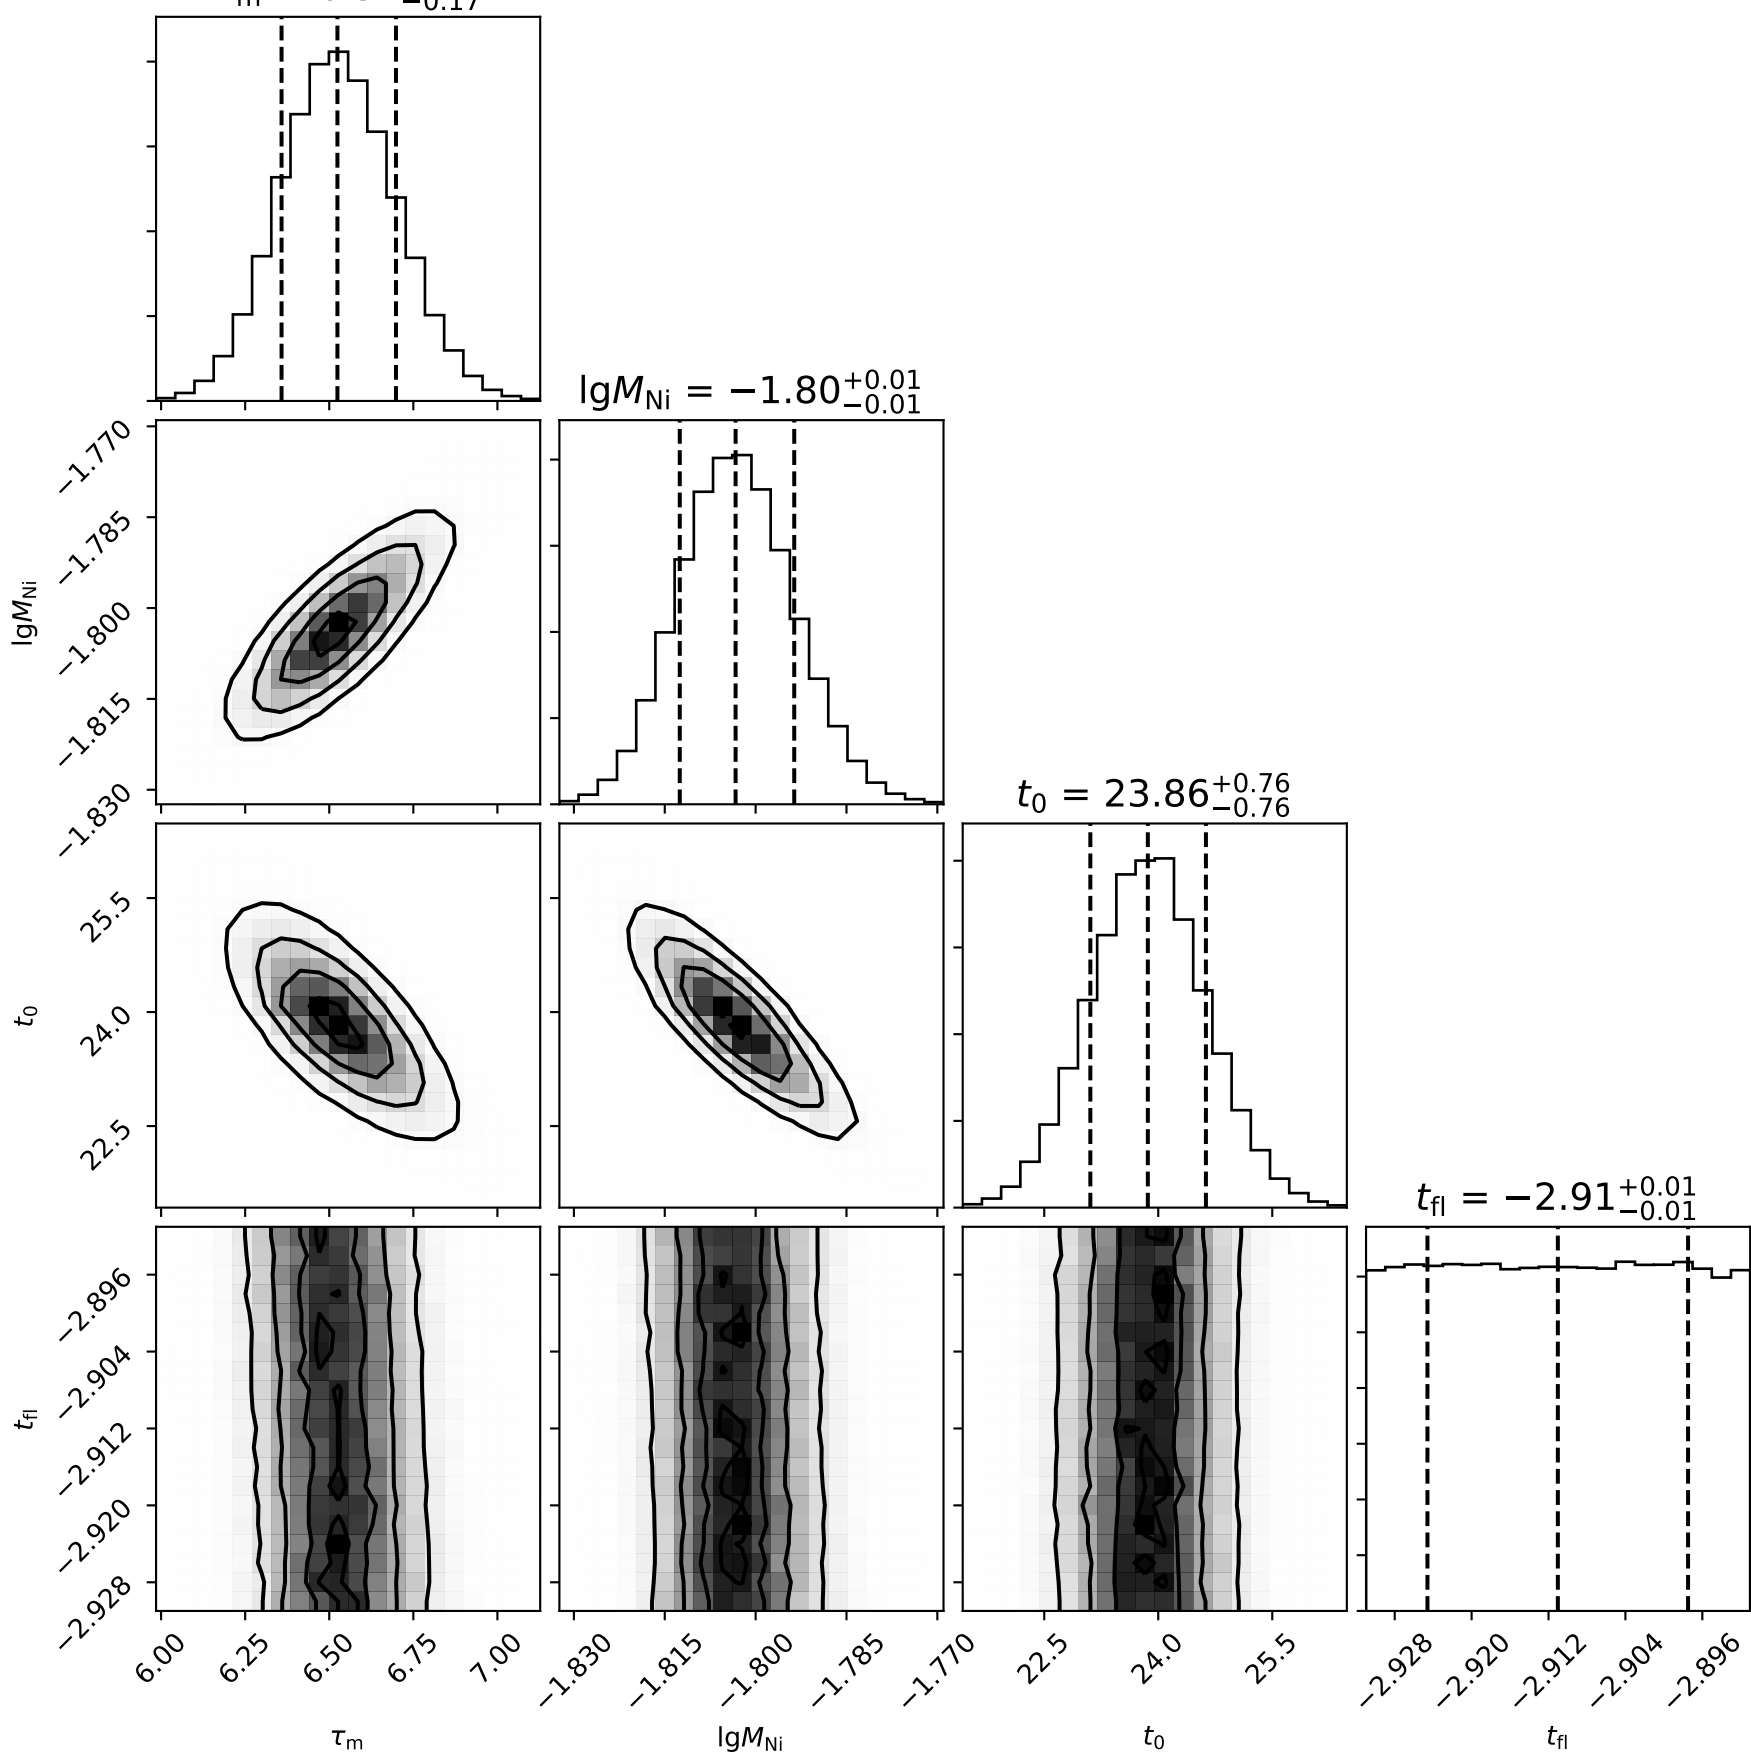 −0.17
−1.770
−1.785
−1.800
−1.815
−1.830
lgM_Ni
lgM_Ni = −1.80 +0.01 −0.01
25.5
24.0
22.5
t_0
t_0 = 23.86 +0.76 −0.76
−2.896
−2.904
−2.912
−2.920
−2.928
t_fl
t_fl = −2.91 +0.01 −0.01
6.00 6.25 6.50 6.75 7.00
−1.830 −1.815 −1.800 −1.785 −1.770
22.5 24.0 25.5
−2.928 −2.920 −2.912 −2.904 −2.896
τ_m lgM_Ni t_0 t_fl